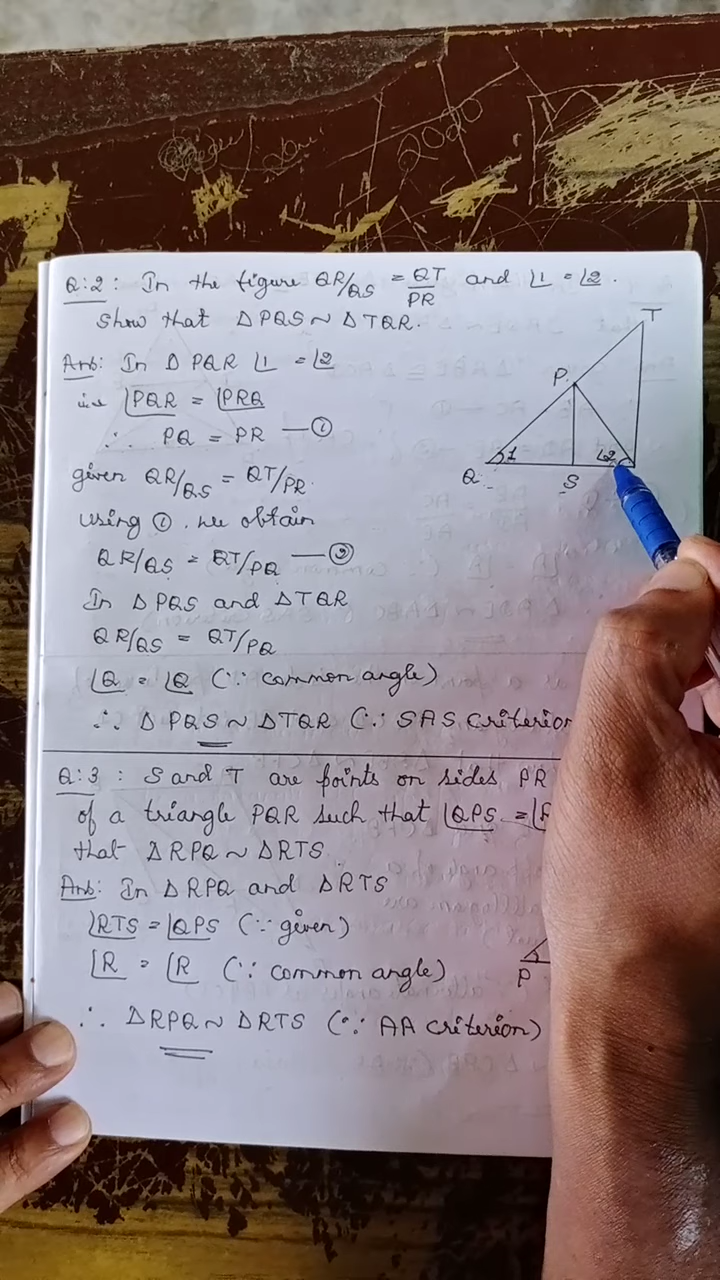 2020
Q:2: In the figure QR/QS = QT/PR and ∠1 = ∠2.
show that ΔPQS ~ ΔTQR.
Ans: In ΔPQR ∠1 = ∠2
i.e ∠PQR = ∠PRQ
∴ PQ = PR —①
given QR/QS = QT/PR.
using ①, we obtain
QR/QS = QT/PQ —②
In ΔPQS and ΔTQR
QR/QS = QT/PQ
∠Q = ∠Q (∵ common angle)
∴ ΔPQS ~ ΔTQR (∵ SAS criterion
T
P
1
∠2
Q
S
Q:3: S and T are points on sides PR
of a triangle PQR such that ∠QPS = ∠
that ΔRPQ ~ ΔRTS
Ans: In ΔRPQ and ΔRTS
∠RTS = ∠QPS (∵ given)
∠R = ∠R (∵ common angle)
∴ ΔRPQ ~ ΔRTS (∵ AA criterion)
P